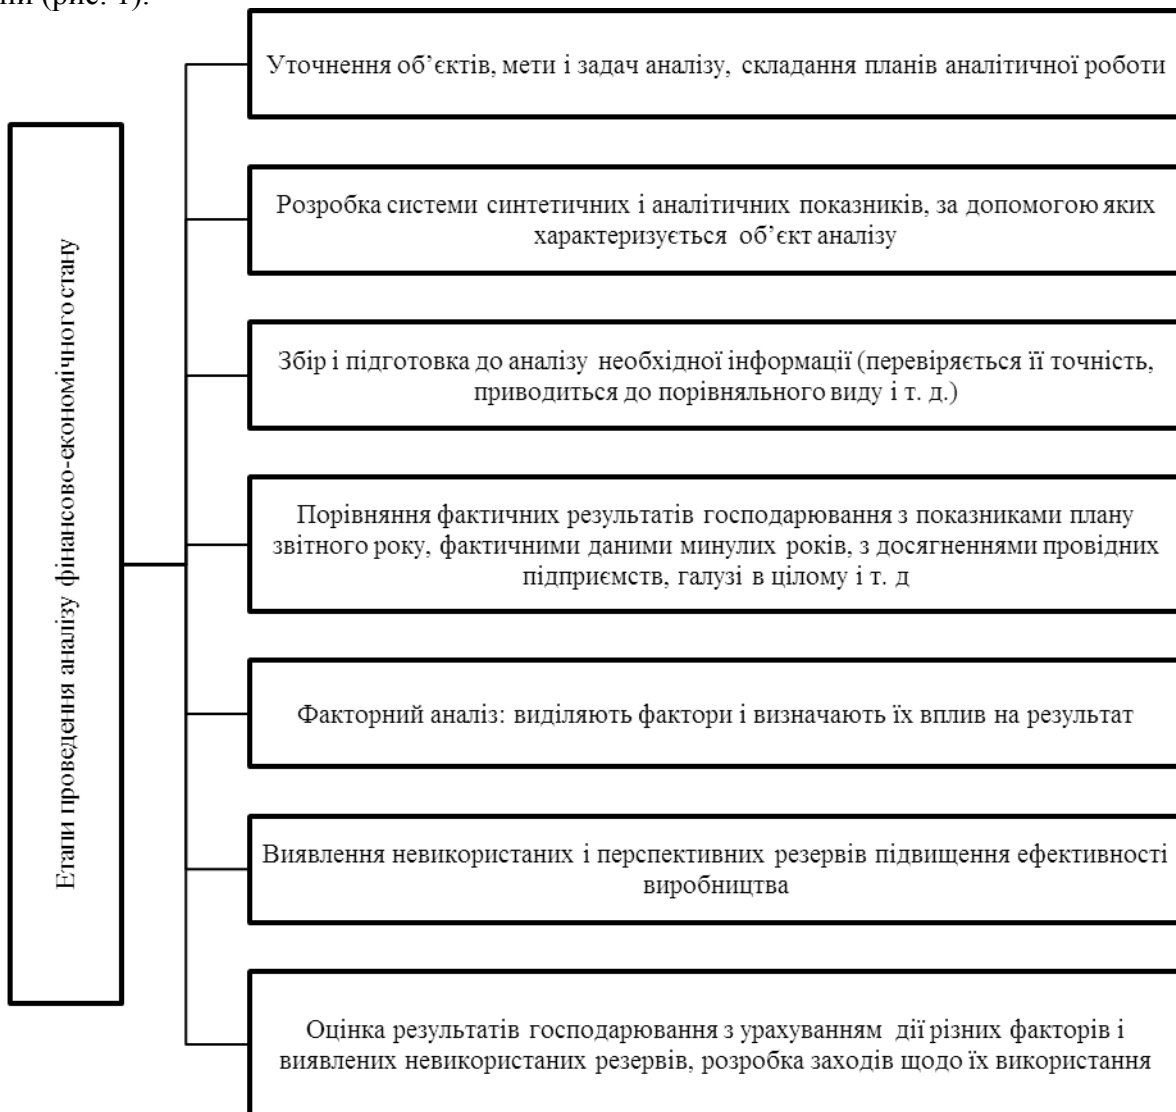 (рис. 1).
Етапи проведення аналізу фінансово-економічного стану
Уточнення об’єктів, мети і задач аналізу, складання планів аналітичної роботи
Розробка системи синтетичних і аналітичних показників, за допомогою яких
характеризується об’єкт аналізу
Збір і підготовка до аналізу необхідної інформації (перевіряється її точність,
приводиться до порівняльного виду і т. д.)
Порівняння фактичних результатів господарювання з показниками плану
звітного року, фактичними даними минулих років, з досягненнями провідних
підприємств, галузі в цілому і т. д
Факторний аналіз: виділяють фактори і визначають їх вплив на результат
Виявлення невикористаних і перспективних резервів підвищення ефективності
виробництва
Оцінка результатів господарювання з урахуванням дії різних факторів і
виявлених невикористаних резервів, розробка заходів щодо їх використання